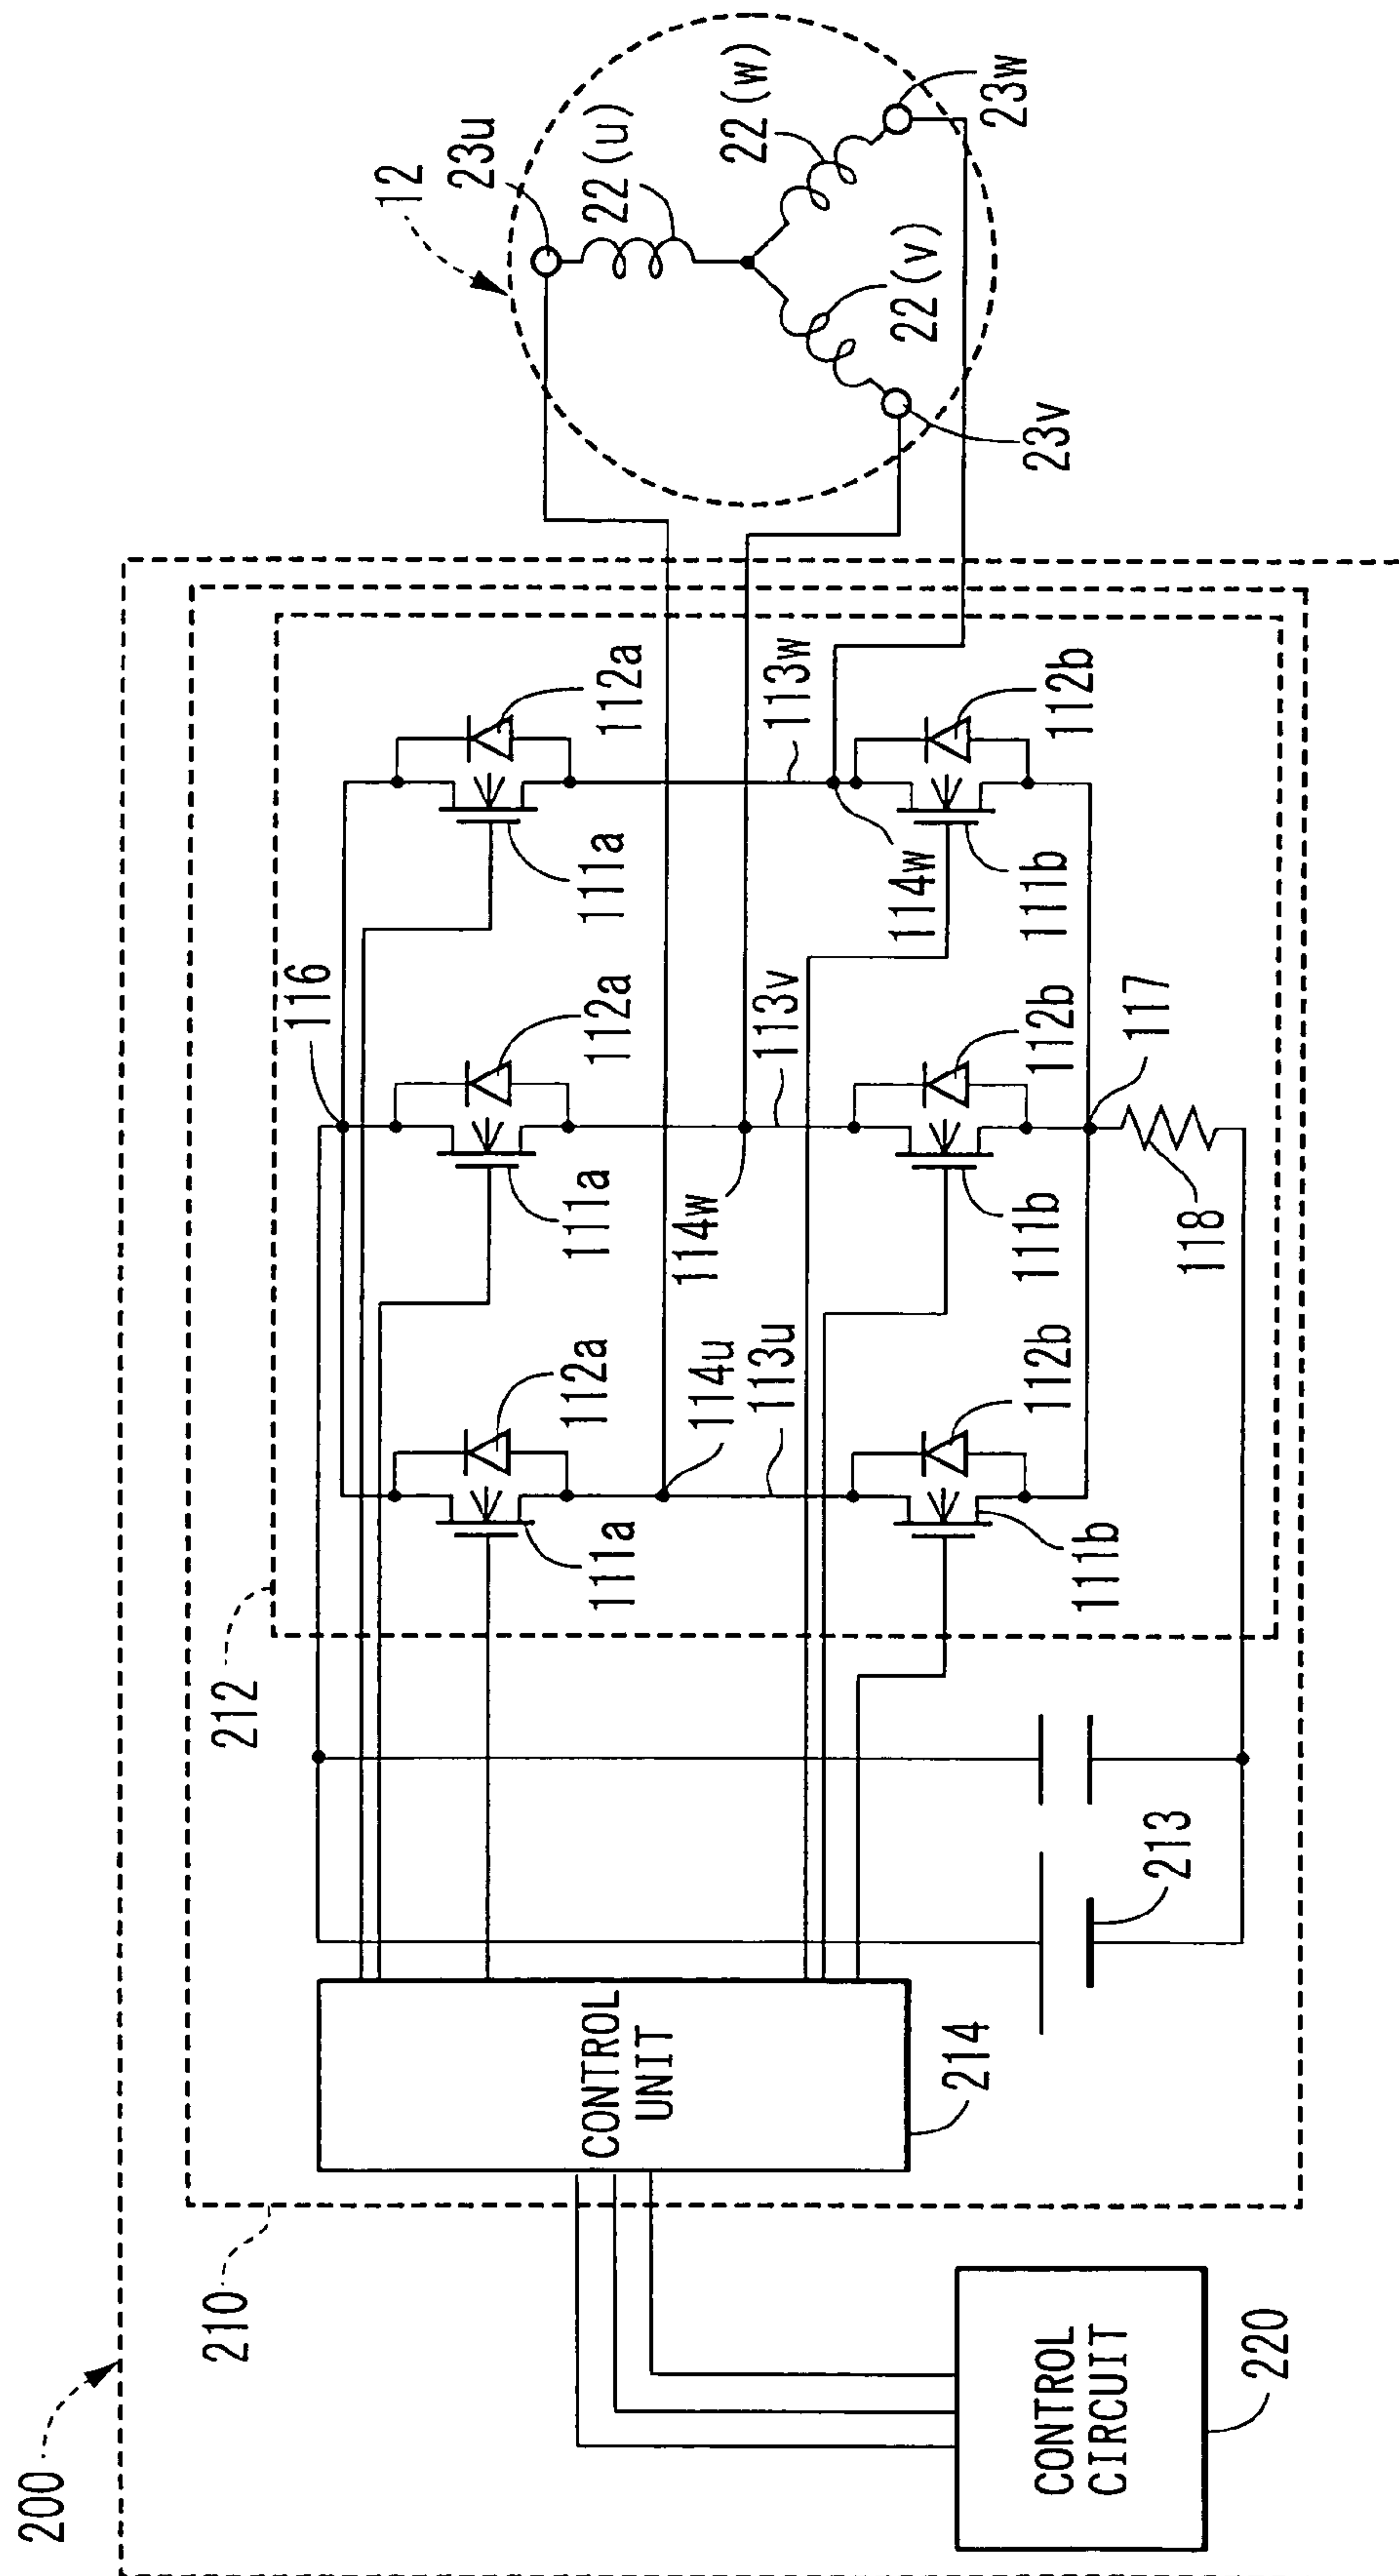 200
210
212
116
12
23u
22(u)
22(w)
23w
22(v)
23v
112a
112a
112a
111a
111a
111a
114u
113u
114w
113v
113w
114w
112b
112b
112b
111b
111b
111b
117
118
CONTROL
UNIT
214
213
CONTROL
CIRCUIT
220